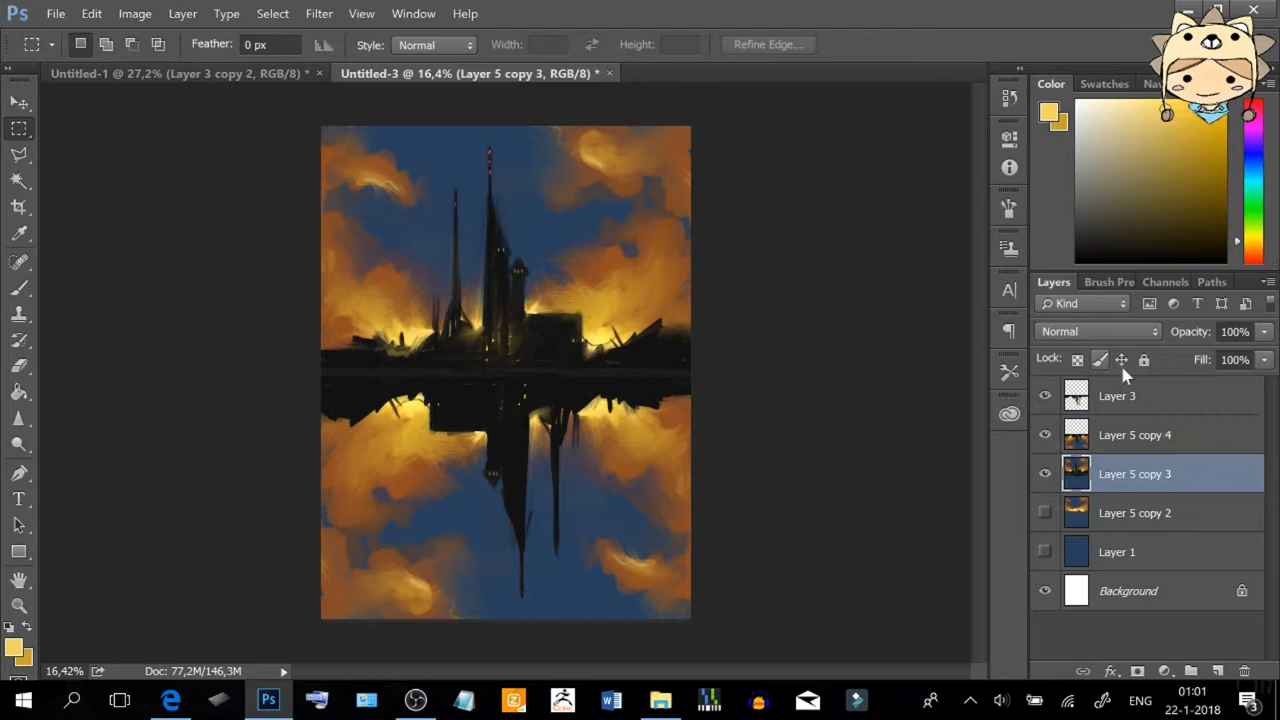 Ps File Edit Image Layer Type Select Filter View Window Help
Feather: 0 px Style: Normal Width: Height: Refine Edge...
Untitled-1 @ 27,2% (Layer 3 copy 2, RGB/8) * × Untitled-3 @ 16,4% (Layer 5 copy 3, RGB/8) * ×
Color Swatches
Layers Brush Pre Channels Paths
Kind
Normal Opacity: 100%
Lock: Fill: 100%
Layer 3
Layer 5 copy 4
Layer 5 copy 3
Layer 5 copy 2
Layer 1
Background
16,42% Doc: 77,2M/146,3M
ENG 01:01
22-1-2018 3